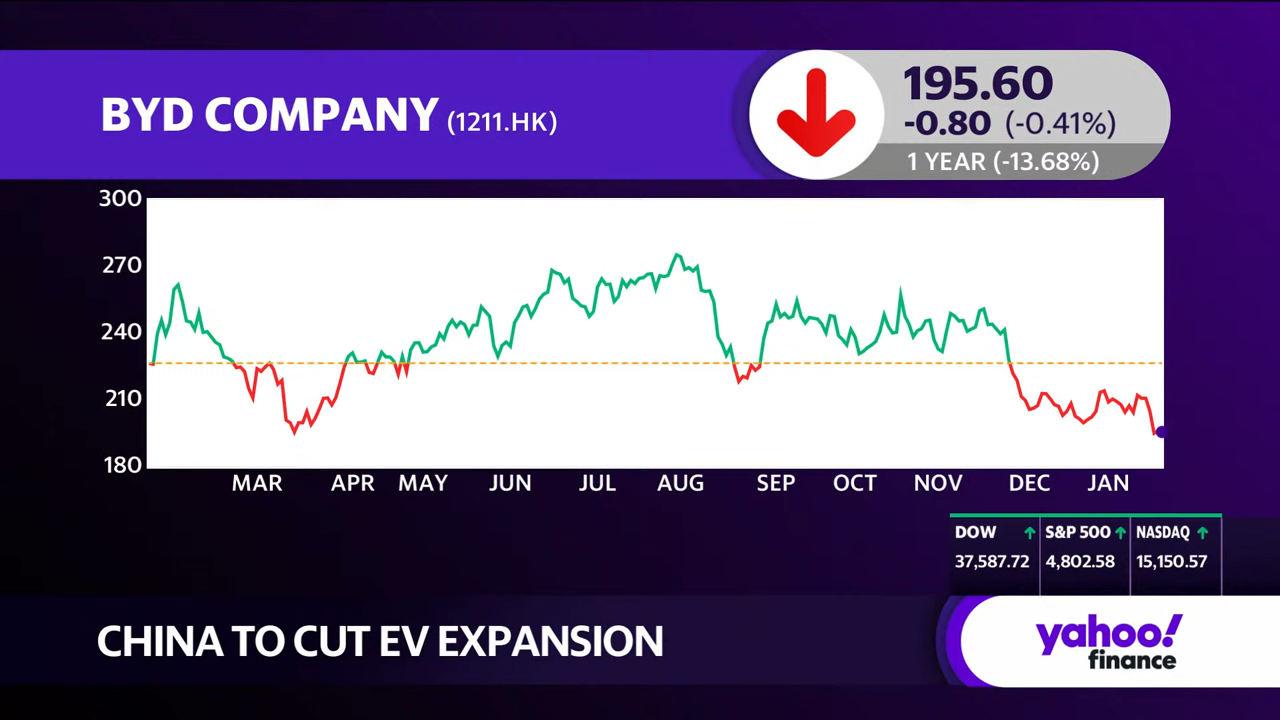 BYD COMPANY (1211.HK)
195.60
-0.80 (-0.41%)
1 YEAR (-13.68%)
300
270
240
210
180
MAR APR MAY JUN JUL AUG SEP OCT NOV DEC JAN
DOW S&P 500 NASDAQ
37,587.72 4,802.58 15,150.57
CHINA TO CUT EV EXPANSION
yahoo!
finance